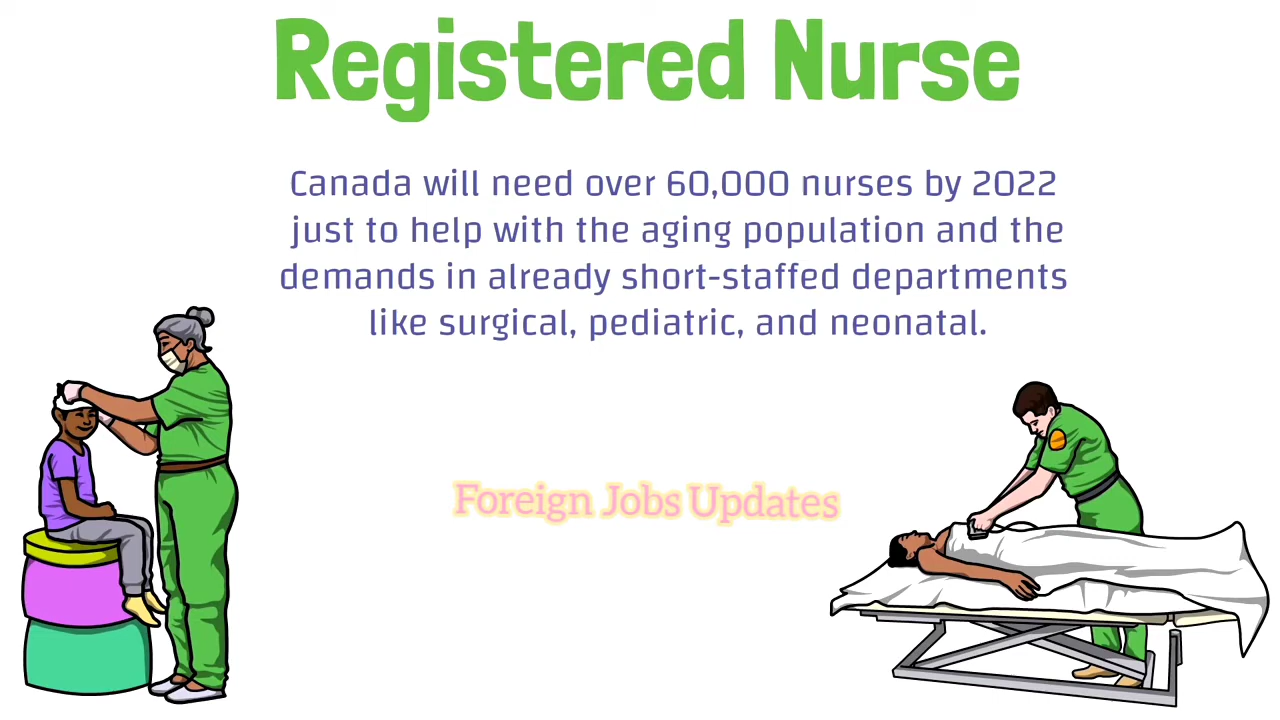 Registered Nurse
Canada will need over 60,000 nurses by 2022
just to help with the aging population and the
demands in already short-staffed departments
like surgical, pediatric, and neonatal.
Foreign Jobs Updates